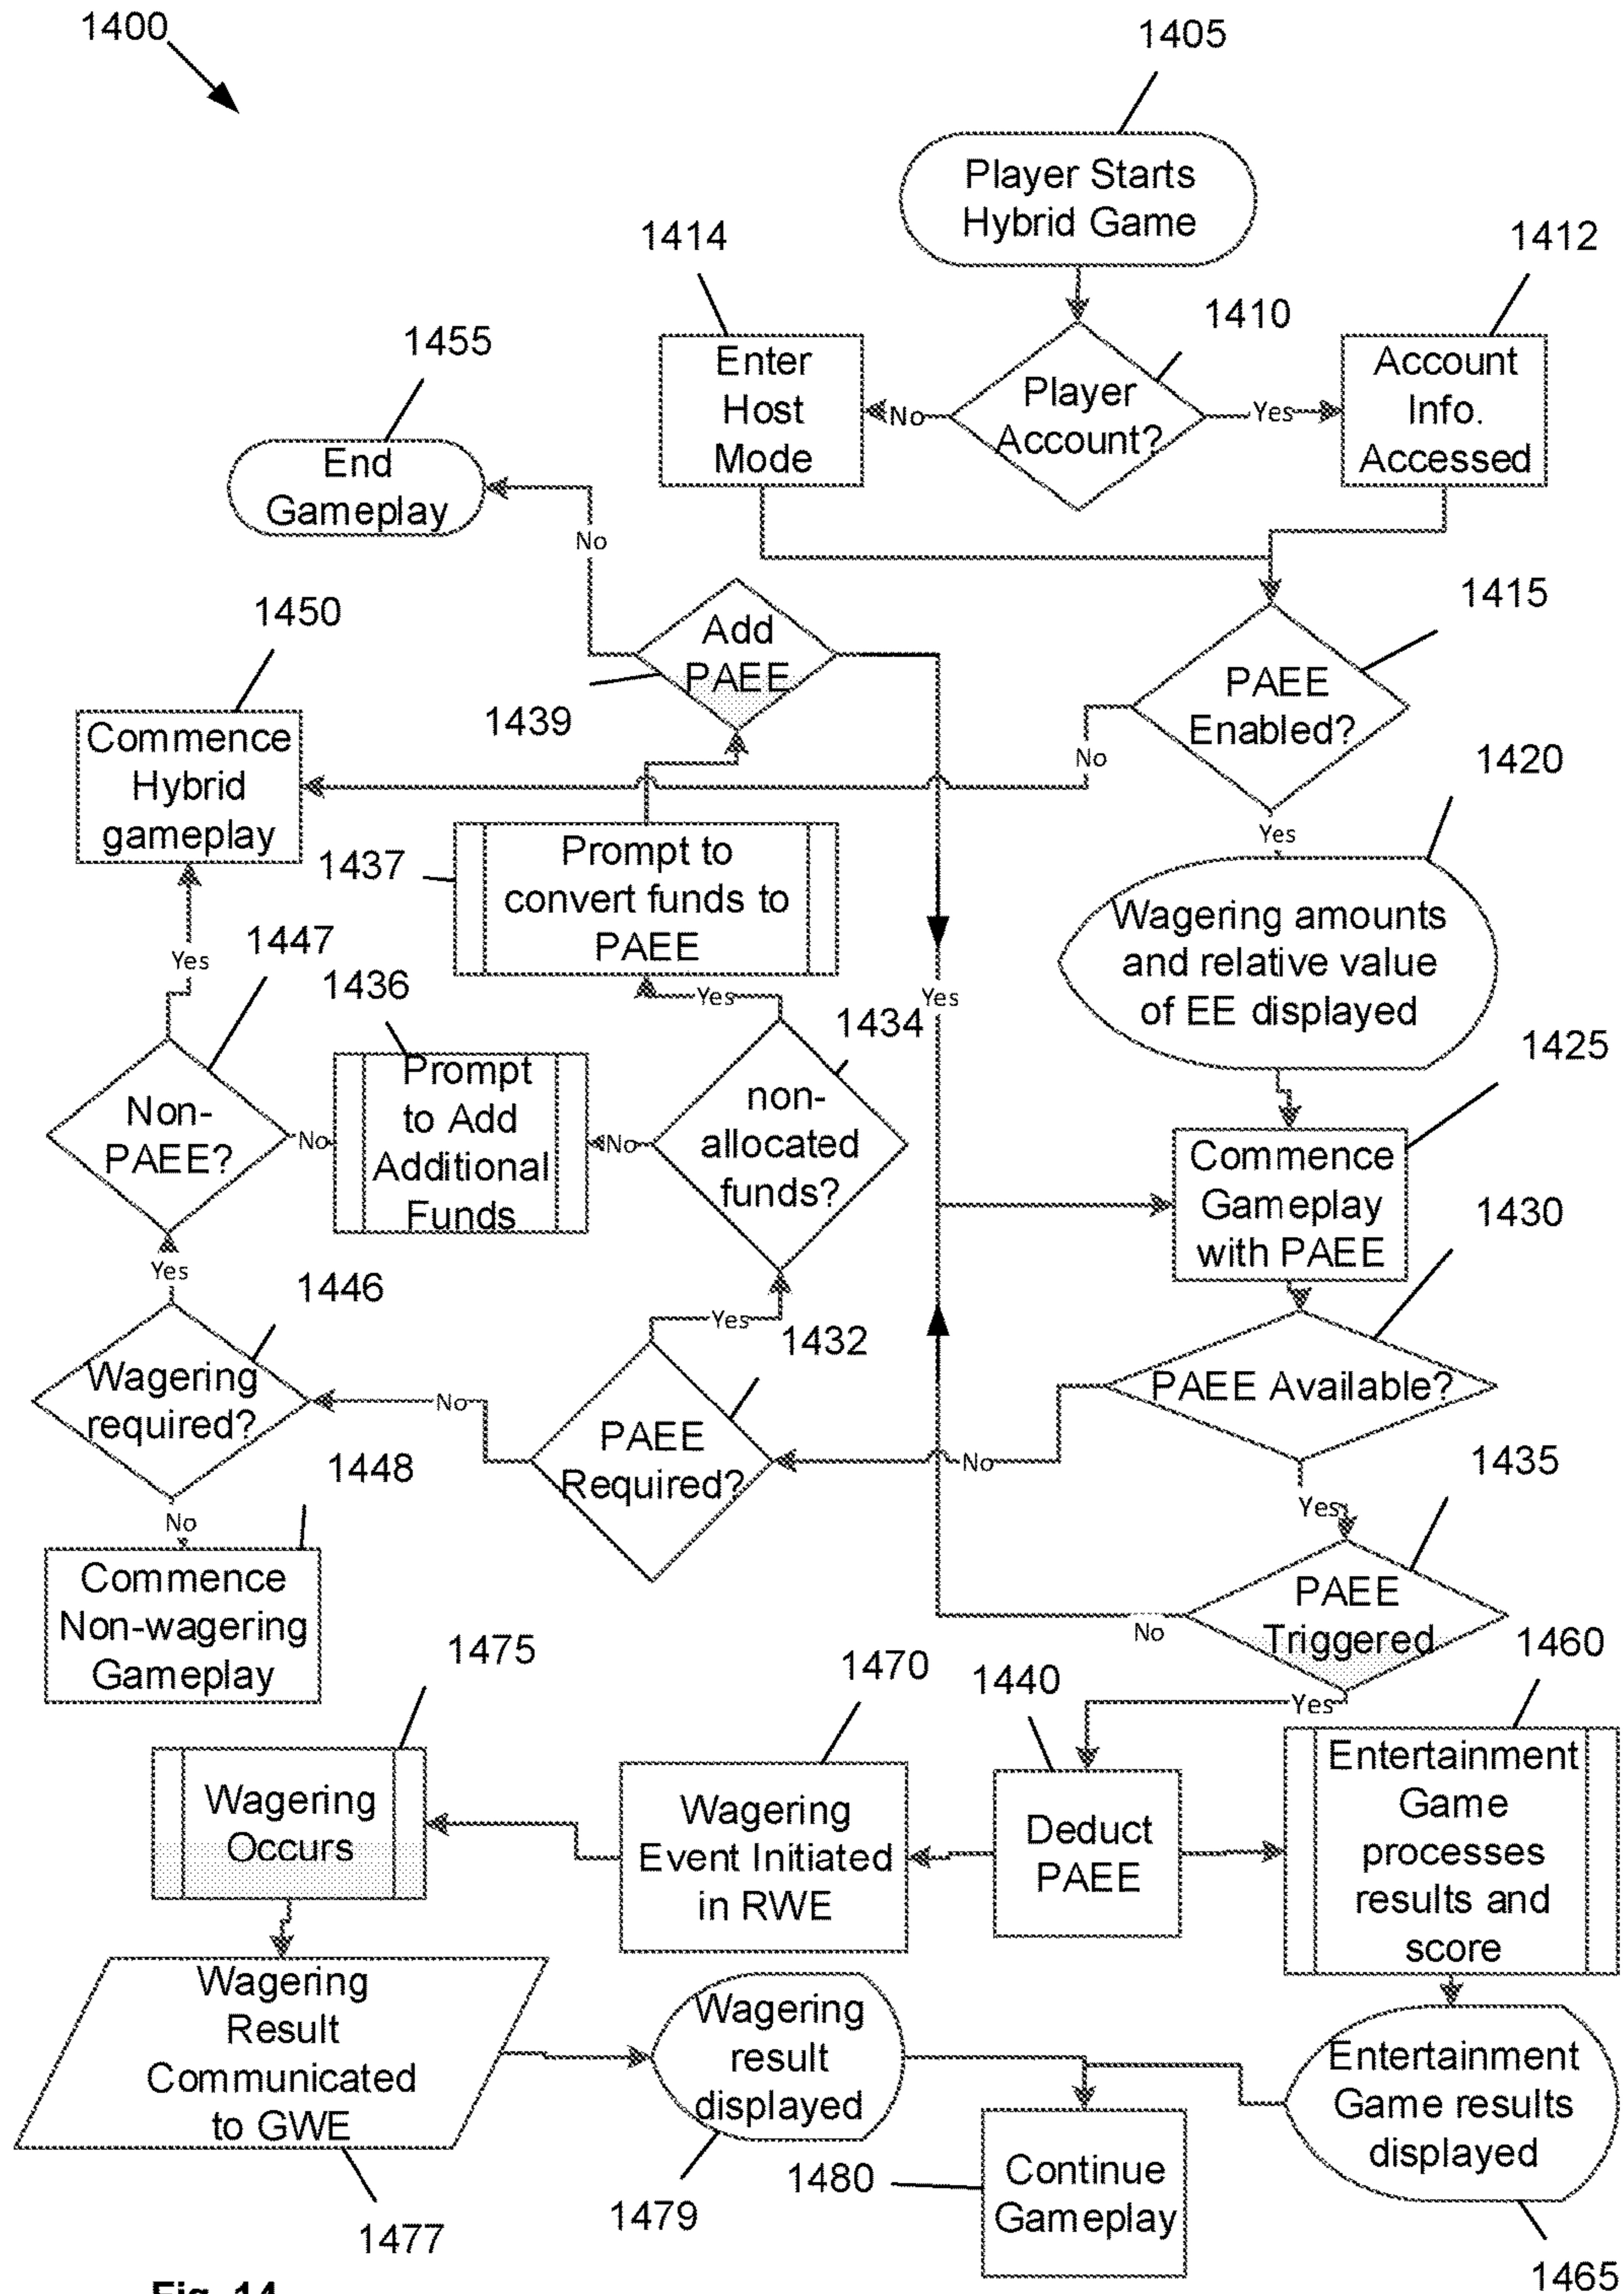 1400
1405
Player Starts
Hybrid Game
1414
1412
1410
1455
Enter
Host
Mode
No
Player
Account?
Yes
Account
Info.
Accessed
End
Gameplay
No
1415
1450
Add
PAEE
1439
PAEE
Enabled?
No
Commence
Hybrid
gameplay
1420
Yes
1437
Prompt to
convert funds to
PAEE
Wagering amounts
and relative value
of EE displayed
1447
Yes
1436
Yes
Yes
1434
1425
Non-
PAEE?
No
Prompt
to Add
Additional
Funds
No
non-
allocated
funds?
Commence
Gameplay
with PAEE
1430
Yes
1446
Yes
1432
Wagering
required?
No
PAEE
Required?
PAEE Available?
No
1448
1435
Yes
No
Commence
Non-wagering
Gameplay
PAEE
Triggered
No
1475
1470
1440
Yes
1460
Wagering
Occurs
Wagering
Event Initiated
in RWE
Deduct
PAEE
Entertainment
Game
processes
results and
score
Wagering
Result
Communicated
to GWE
Wagering
result
displayed
Entertainment
Game results
displayed
1480
Continue
Gameplay
1477
1479
1465
Fig. 14